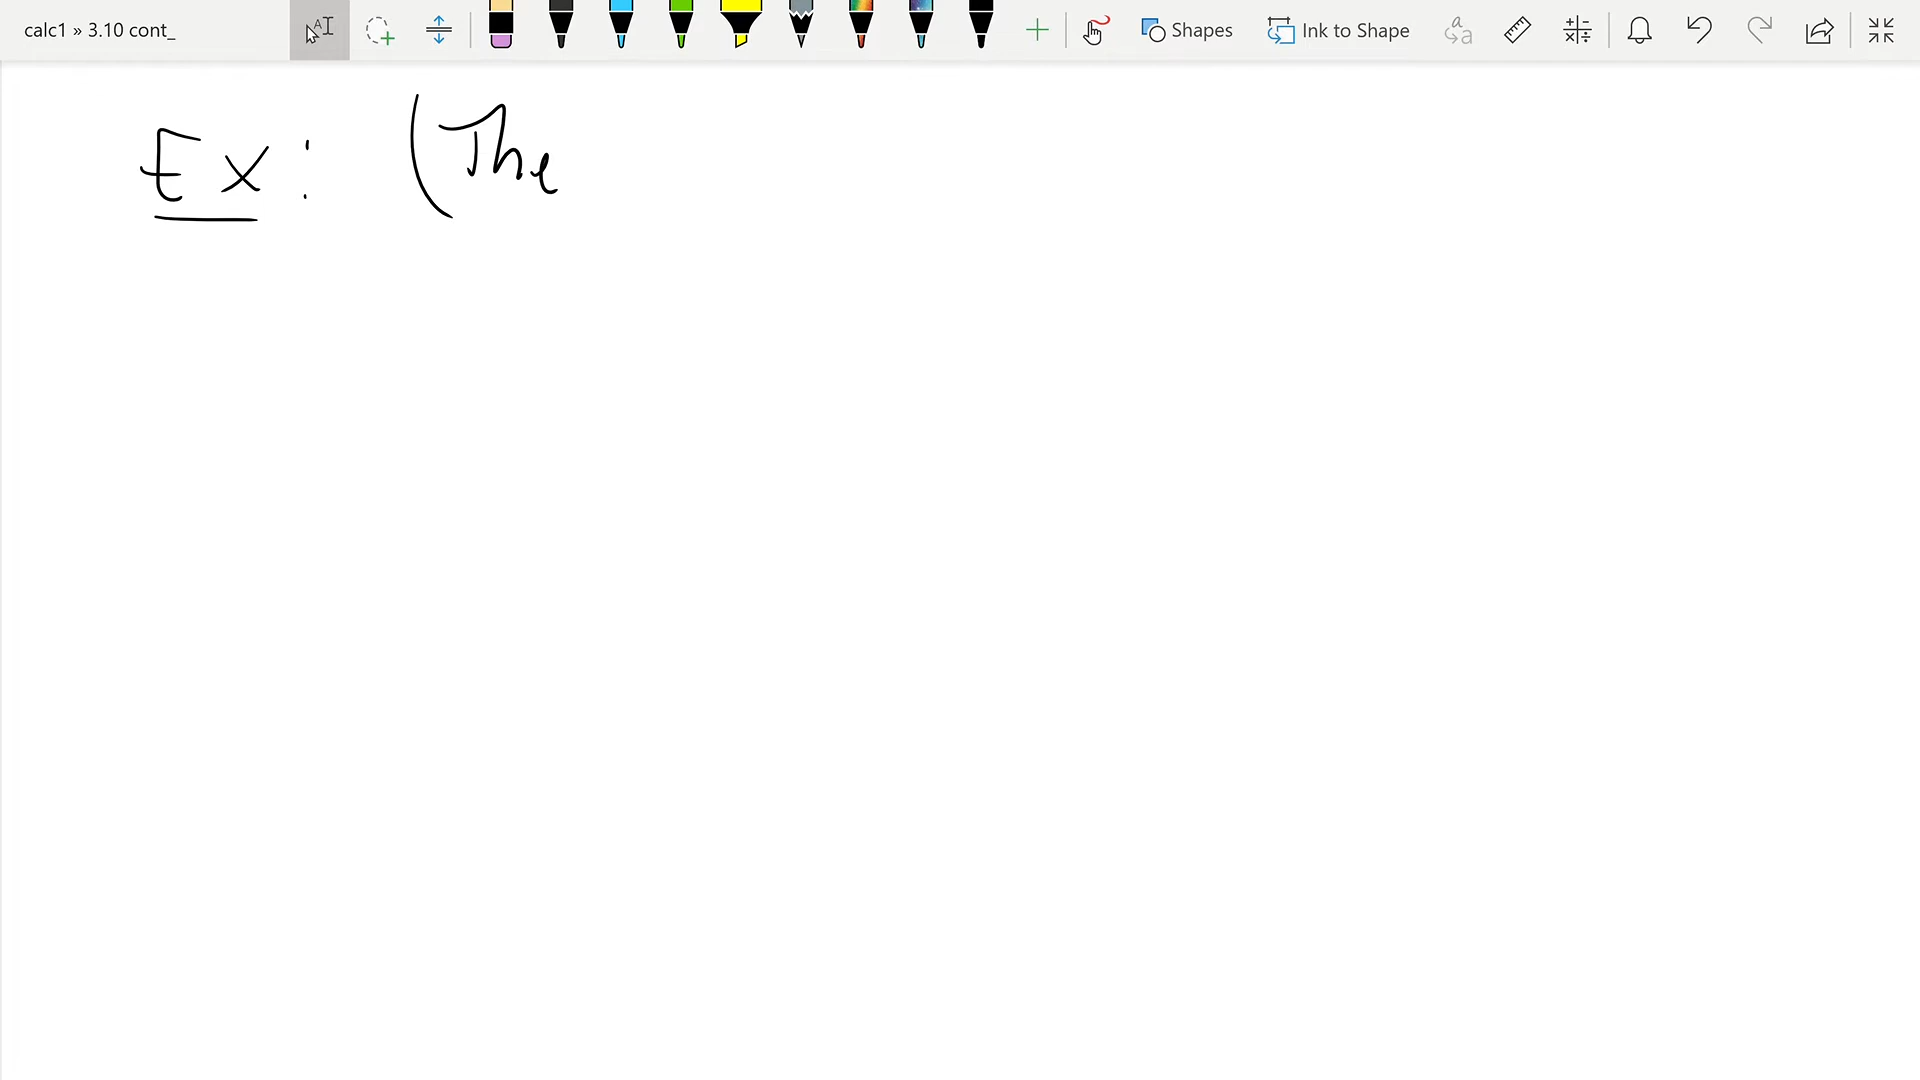 calc1 » 3.10 cont_ Shapes Ink to Shape
Ex: (The